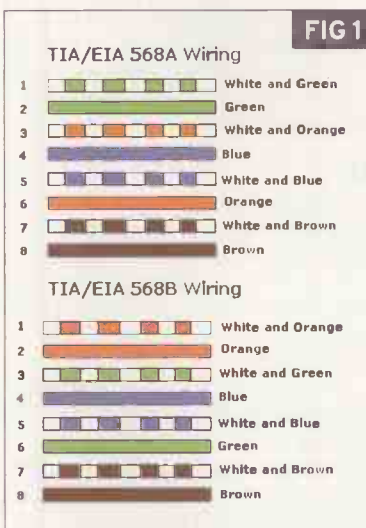 FIG 1
TIA/EIA 568A Wiring
1 White and Green
2 Green
3 White and Orange
4 Blue
5 White and Blue
6 Orange
7 White and Brown
8 Brown
TIA/EIA 568B Wiring
1 White and Orange
2 Orange
3 White and Green
4 Blue
5 White and Blue
6 Green
7 White and Brown
8 Brown